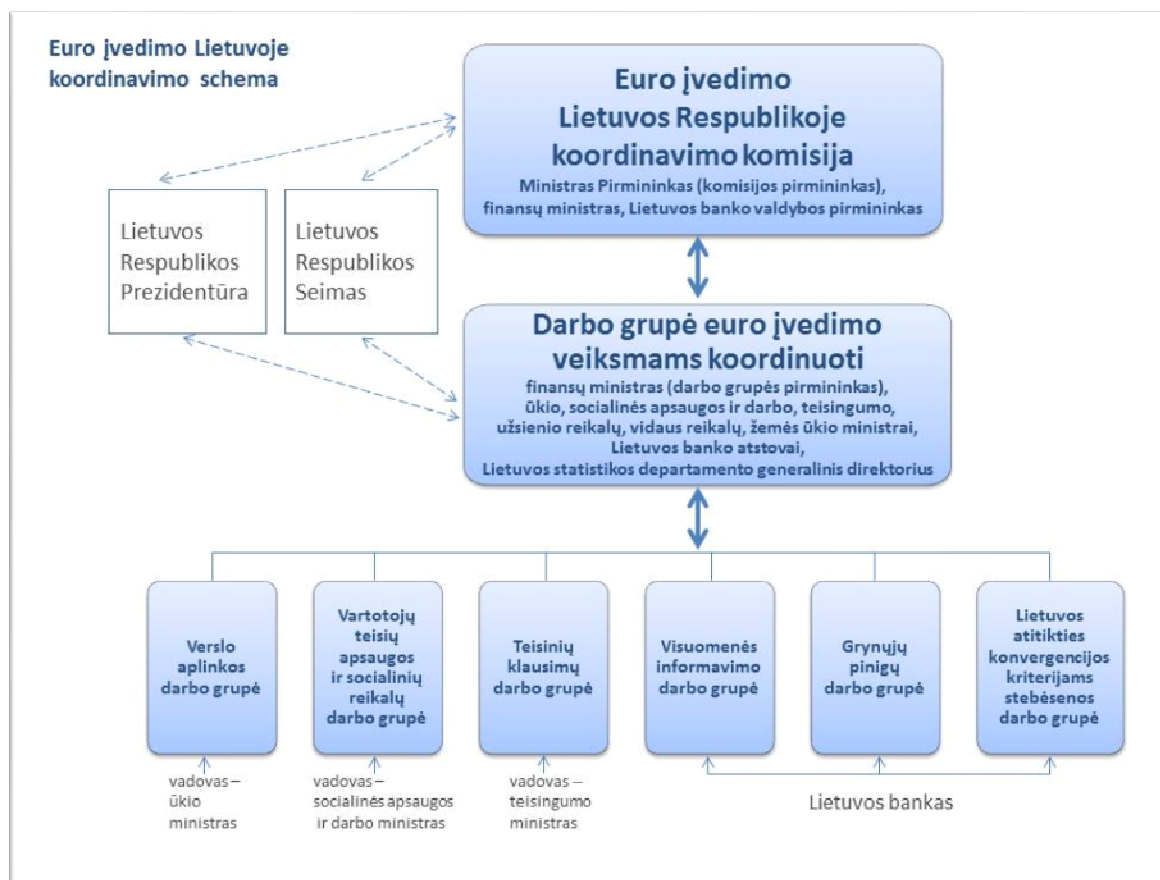 Euro įvedimo Lietuvoje
koordinavimo schema
Euro įvedimo
Lietuvos Respublikoje
koordinavimo komisija
Ministras Pirmininkas (komisijos pirmininkas),
finansų ministras, Lietuvos banko valdybos pirmininkas
Lietuvos
Respublikos
Prezidentūra
Lietuvos
Respublikos
Seimas
Darbo grupė euro įvedimo
veiksmams koordinuoti
finansų ministras (darbo grupės pirmininkas),
ūkio, socialinės apsaugos ir darbo, teisingumo,
užsienio reikalų, vidaus reikalų, žemės ūkio ministrai,
Lietuvos banko atstovai,
Lietuvos statistikos departamento generalinis direktorius
Verslo
aplinkos
darbo grupė
Vartotojų
teisių
apsaugos
ir socialinių
reikalų
darbo grupė
Teisinių
klausimų
darbo grupė
Visuomenės
informavimo
darbo grupė
Grynųjų
pinigų
darbo grupė
Lietuvos
atitikties
konvergencijos
kriterijams
stebėsenos
darbo grupė
vadovas –
ūkio
ministras
vadovas –
socialinės apsaugos
ir darbo ministras
vadovas –
teisingumo
ministras
Lietuvos bankas